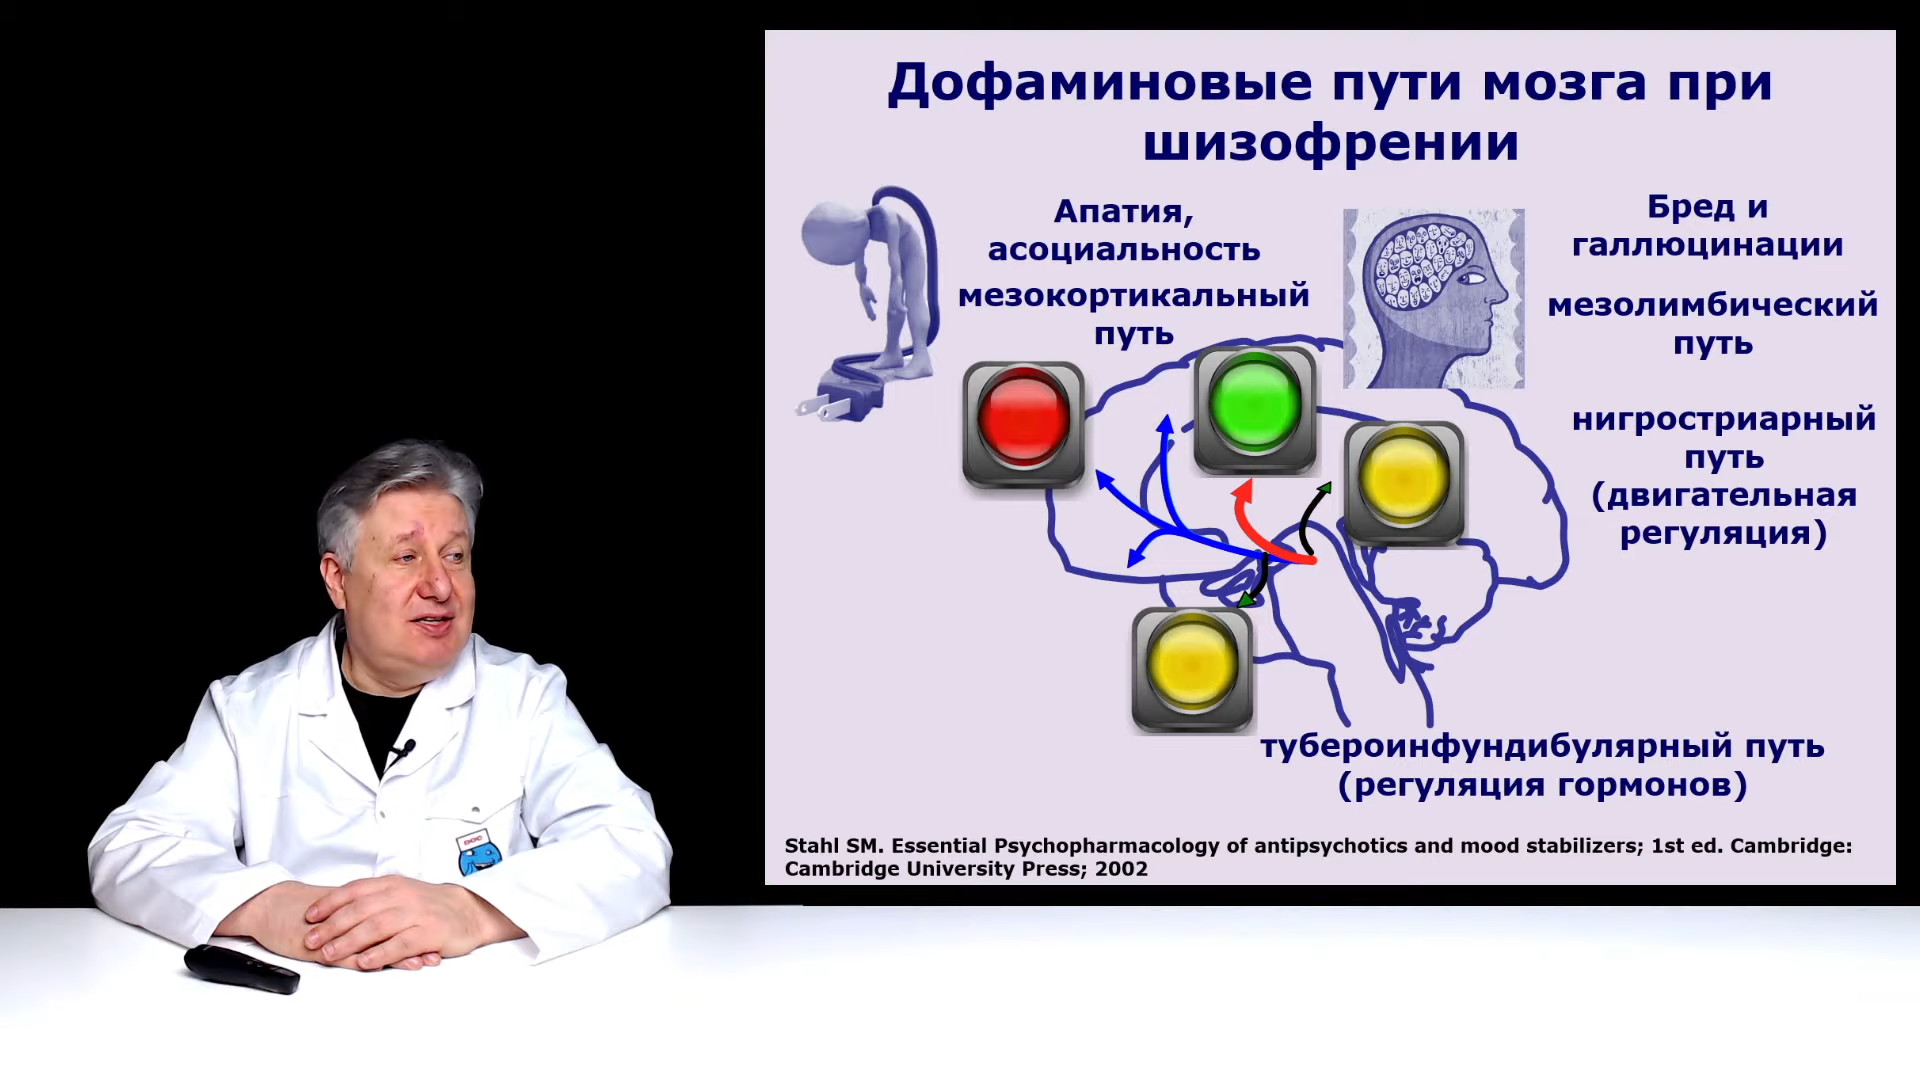 Дофаминовые пути мозга при
шизофрении
Апатия,
асоциальность
мезокортикальный
путь
Бред и
галлюцинации
мезолимбический
путь
нигростриарный
путь
(двигательная
регуляция)
тубероинфундибулярный путь
(регуляция гормонов)
Stahl SM. Essential Psychopharmacology of antipsychotics and mood stabilizers; 1st ed. Cambridge:
Cambridge University Press; 2002
DOC